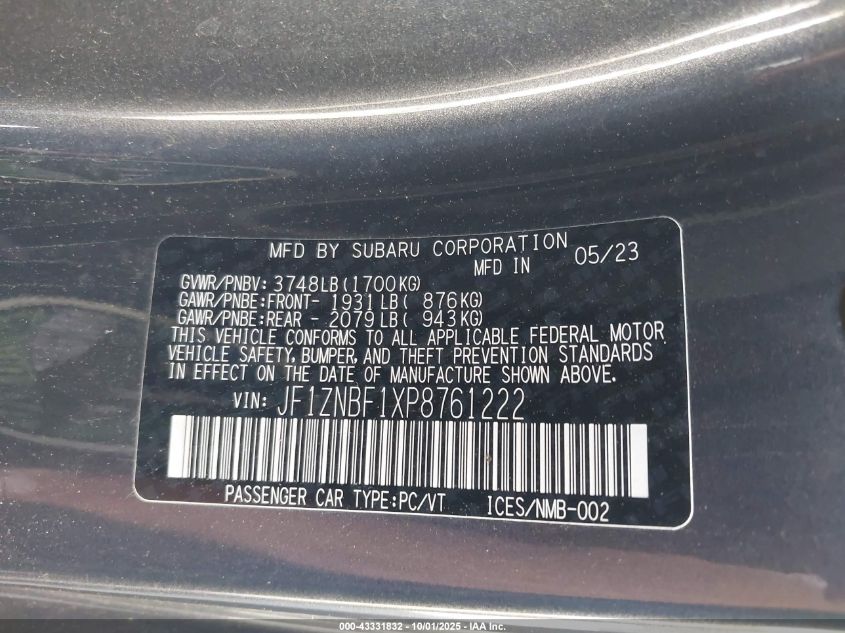 MFD BY SUBARU CORPORATION
MFD IN 05/23
GVWR/PNBV: 3748LB(1700KG)
GAWR/PNBE:FRONT- 1931LB( 876KG)
GAWR/PNBE:REAR - 2079LB( 943KG)
THIS VEHICLE CONFORMS TO ALL APPLICABLE FEDERAL MOTOR
VEHICLE SAFETY, BUMPER, AND THEFT PREVENTION STANDARDS
IN EFFECT ON THE DATE OF MANUFACTURE SHOWN ABOVE.
VIN: JF1ZNBF1XP8761222
PASSENGER CAR TYPE:PC/VT ICES/NMB-002
000-43331832 - 10/01/2025 - IAA Inc.